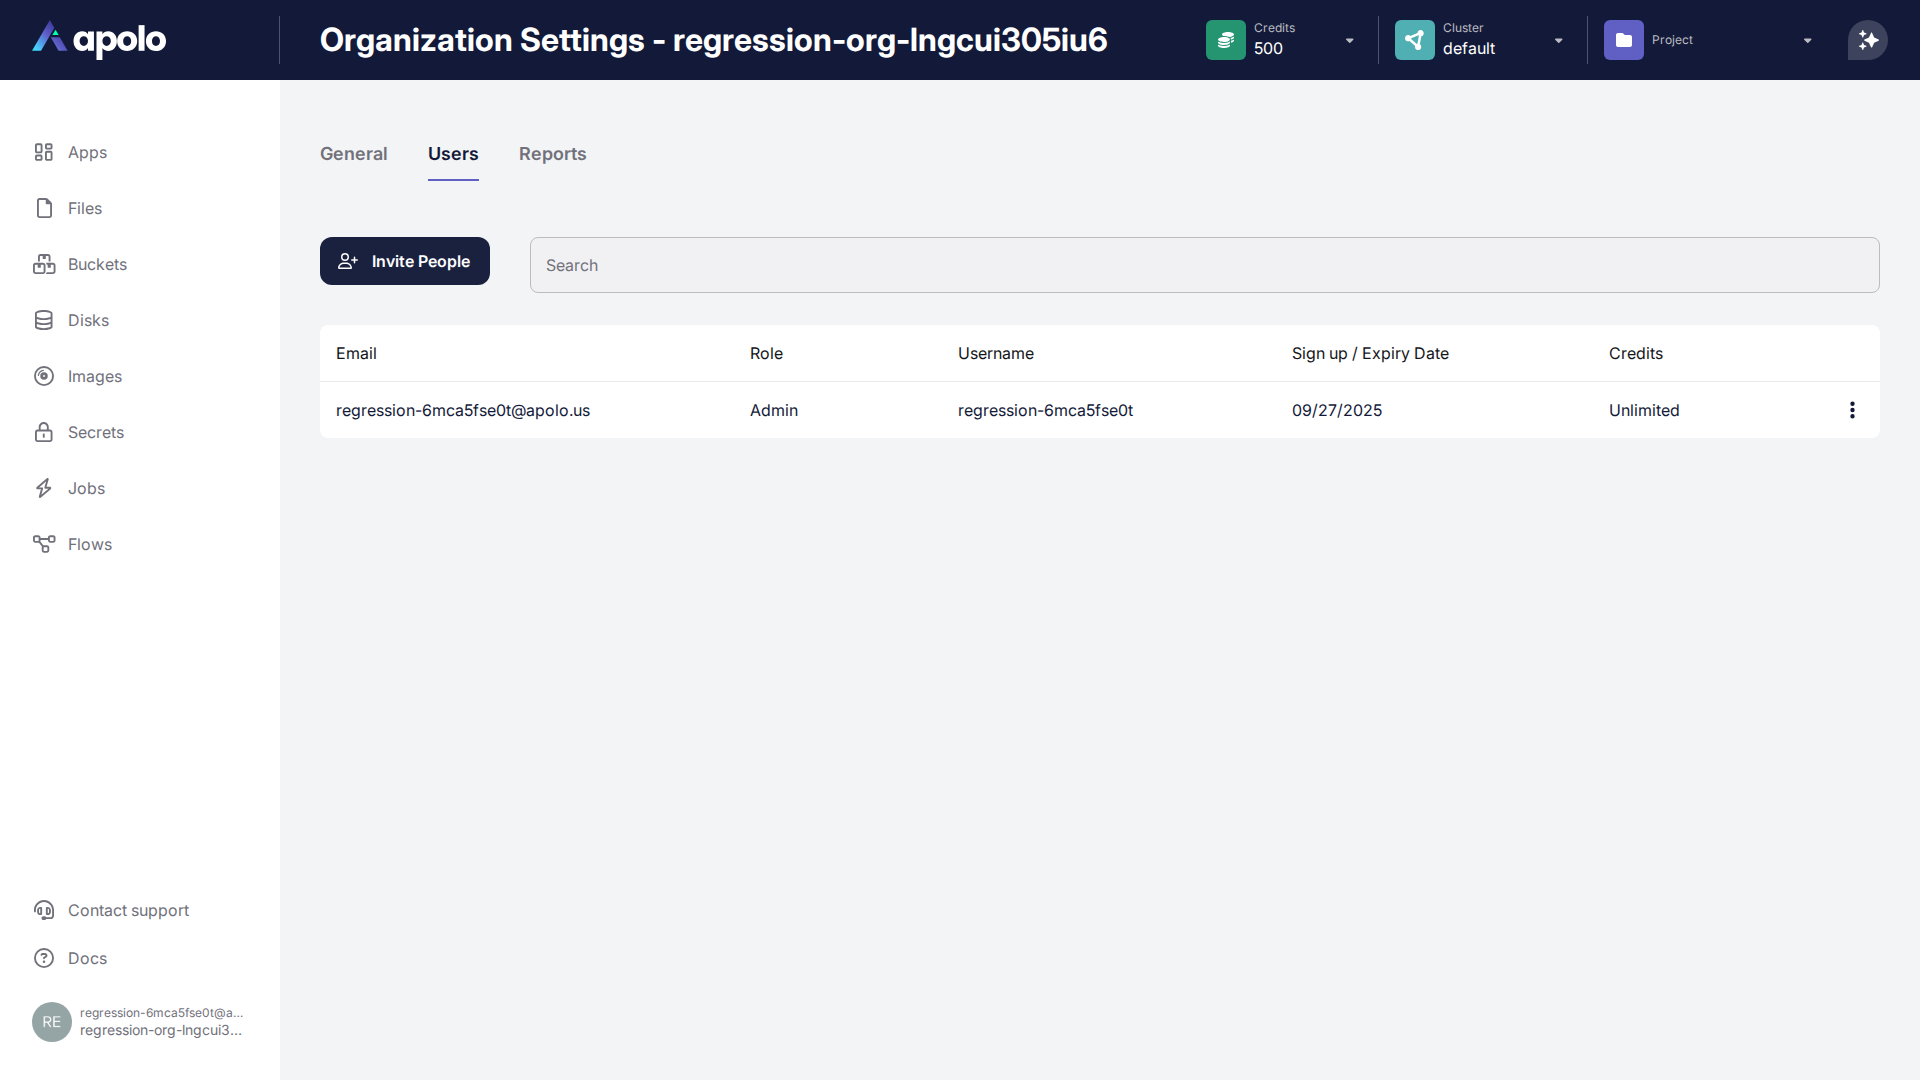 apolo
Organization Settings - regression-org-lngcui305iu6
Credits
500
Cluster
default
Project
Apps
Files
Buckets
Disks
Images
Secrets
Jobs
Flows
Contact support
Docs
RE
regression-6mca5fse0t@a...
regression-org-lngcui3...
General Users Reports
Invite People
Search
Email Role Username Sign up / Expiry Date Credits
regression-6mca5fse0t@apolo.us Admin regression-6mca5fse0t 09/27/2025 Unlimited